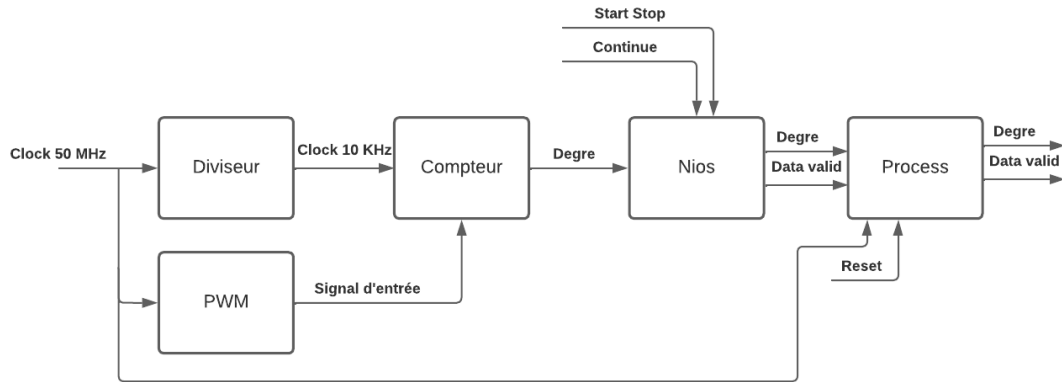 Start Stop
Continue
Clock 50 MHz
Diviseur
Clock 10 KHz
Compteur
Degre
Nios
Degre
Data valid
Process
Degre
Data valid
PWM
Signal d'entrée
Reset